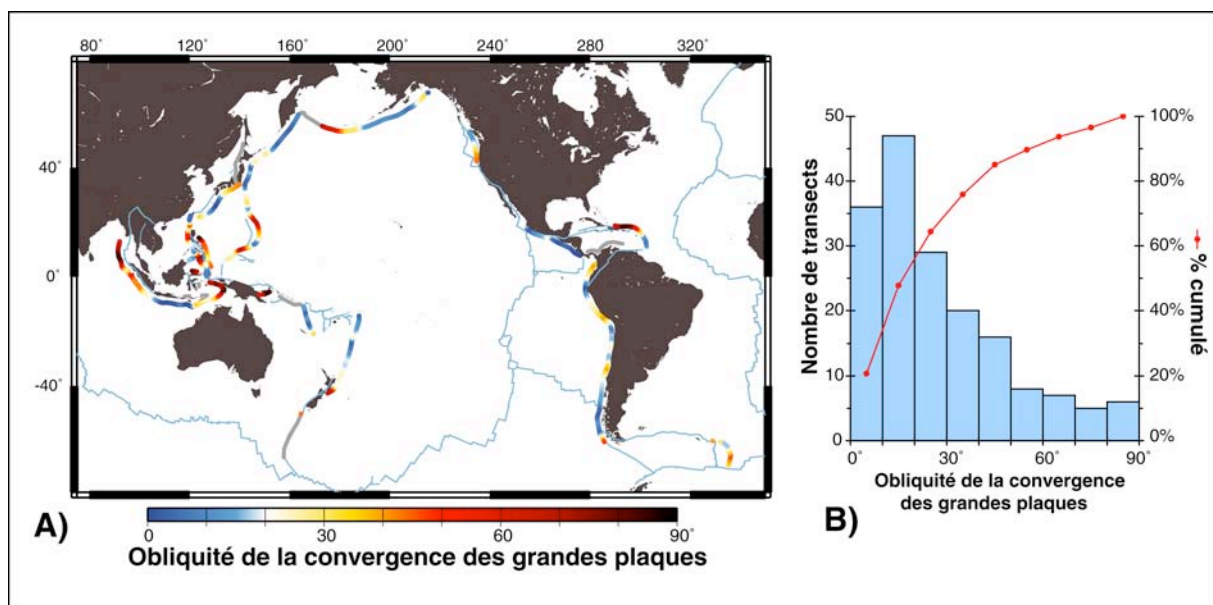 80° 120° 160° 200° 240° 280° 320°
40°
0°
-40°
A)
0 30 60 90°
Obliquité de la convergence des grandes plaques
50 100%
40 80%
30 60%
20 40%
10 20%
0 0%
0° 30° 60° 90°
Nombre de transects
% cumulé
Obliquité de la convergence
des grandes plaques
B)